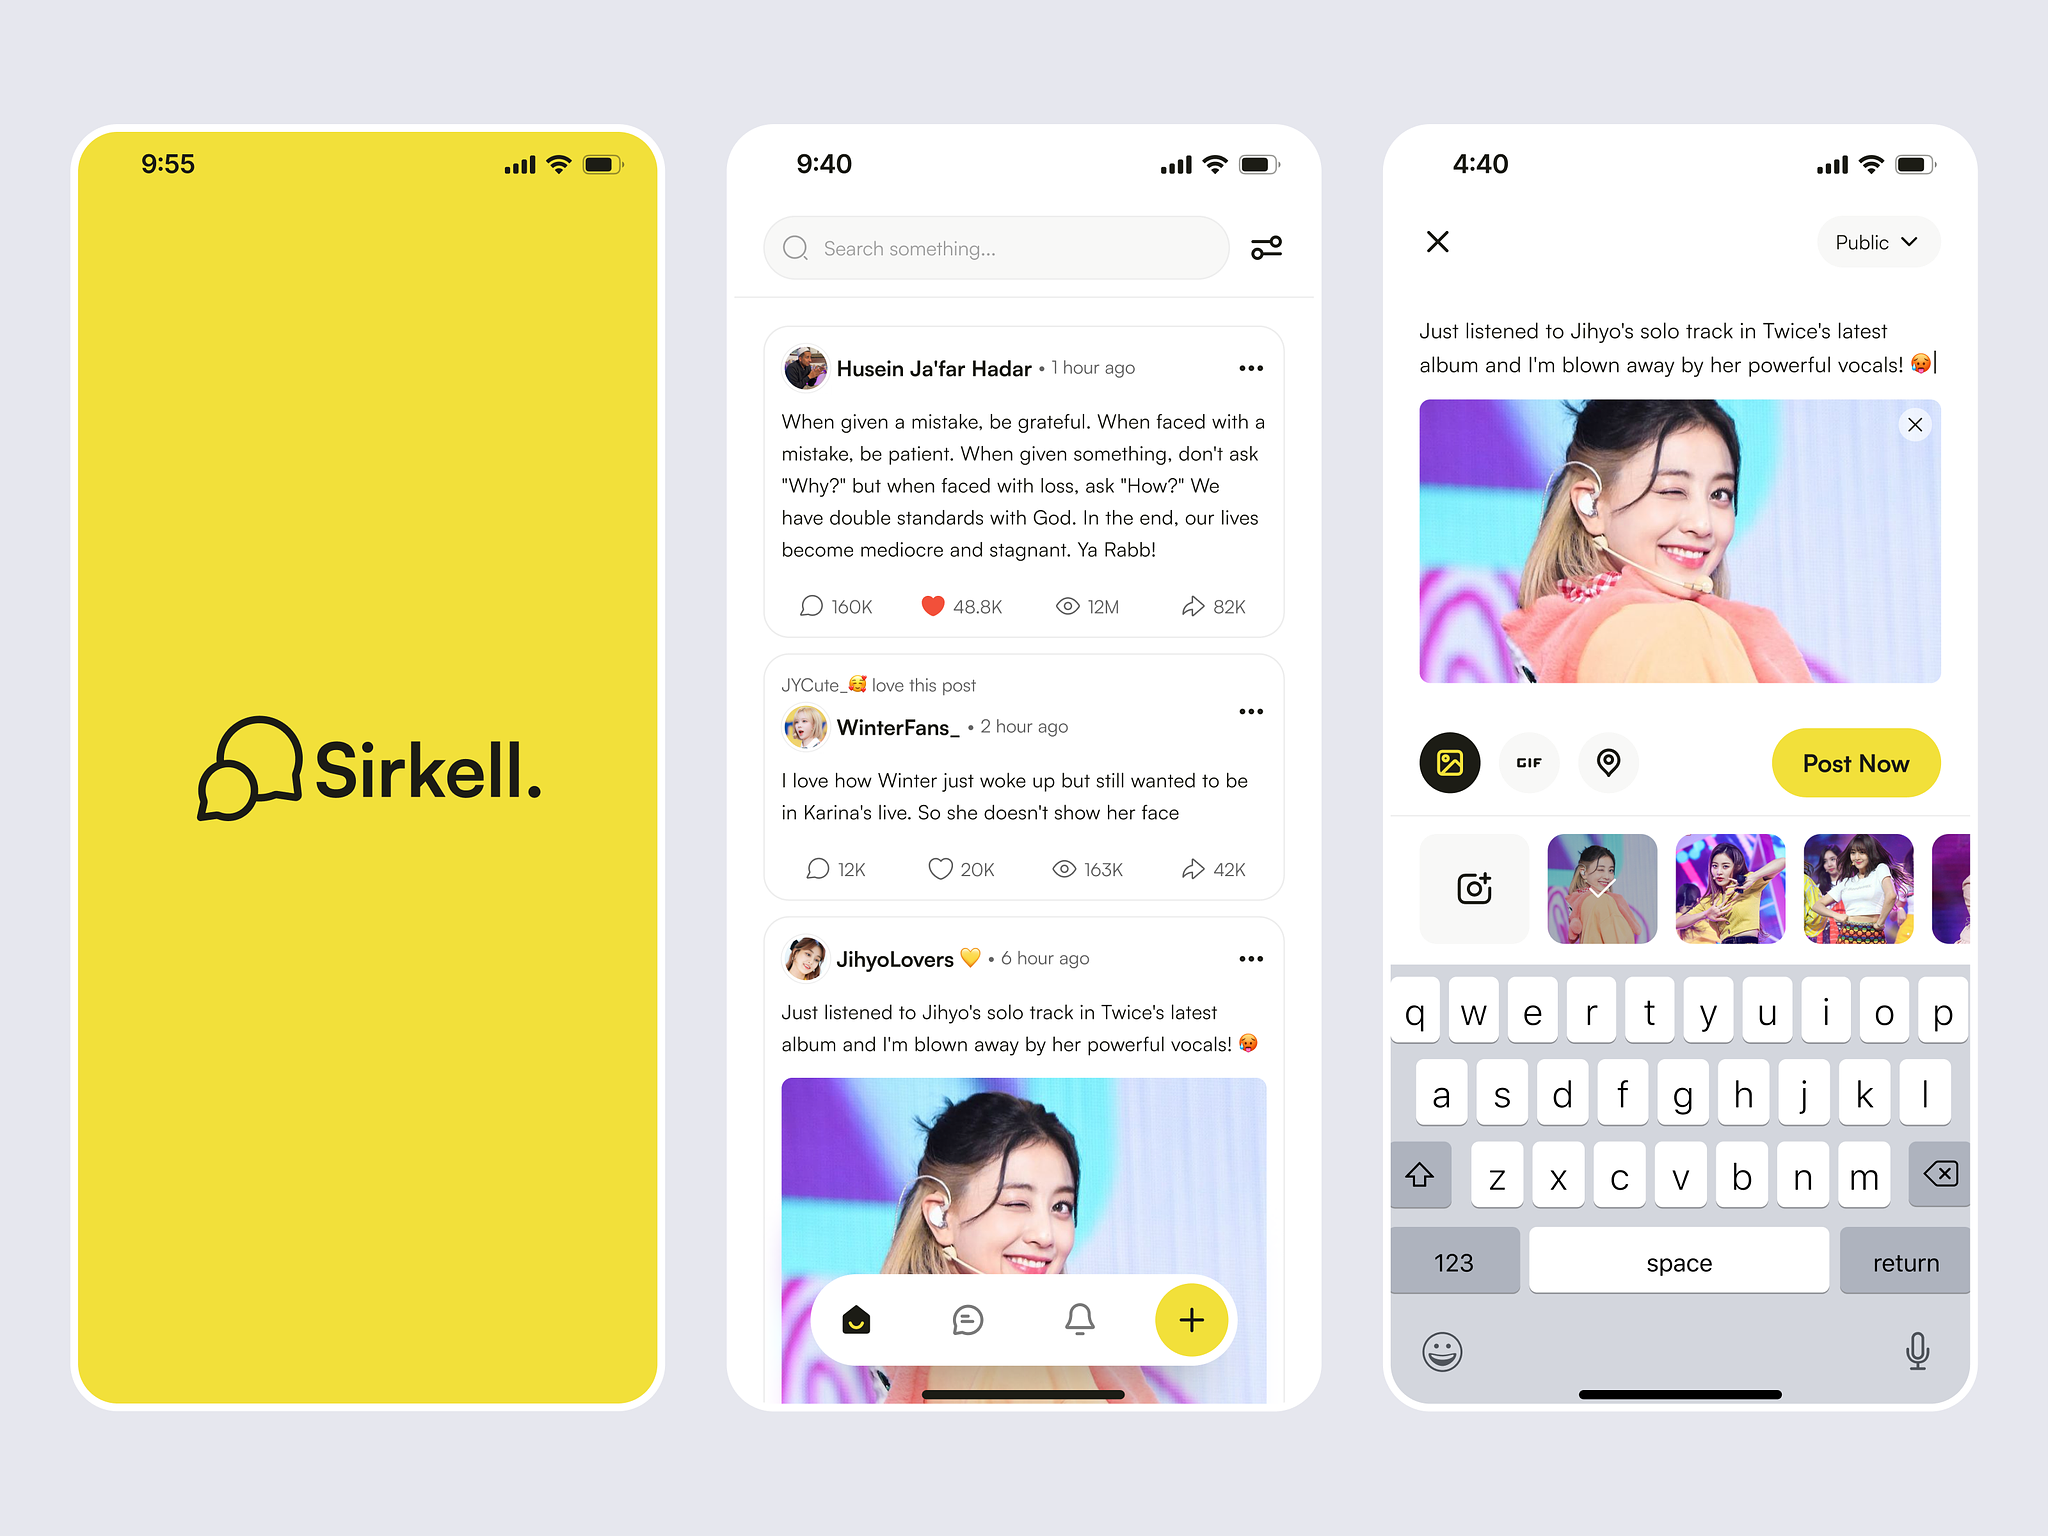 9:55
Sirkell.
9:40
Search something...
Husein Ja'far Hadar • 1 hour ago
When given a mistake, be grateful. When faced with a
mistake, be patient. When given something, don't ask
"Why?" but when faced with loss, ask "How?" We
have double standards with God. In the end, our lives
become mediocre and stagnant. Ya Rabb!
160K 48.8K 12M 82K
JYCute_🥰 love this post
WinterFans_ • 2 hour ago
I love how Winter just woke up but still wanted to be
in Karina's live. So she doesn't show her face
12K 20K 163K 42K
JihyoLovers 💛 • 6 hour ago
Just listened to Jihyo's solo track in Twice's latest
album and I'm blown away by her powerful vocals! 🥵
4:40
Public
Just listened to Jihyo's solo track in Twice's latest
album and I'm blown away by her powerful vocals! 🥵
GIF
Post Now
q w e r t y u i o p
a s d f g h j k l
z x c v b n m
123 space return